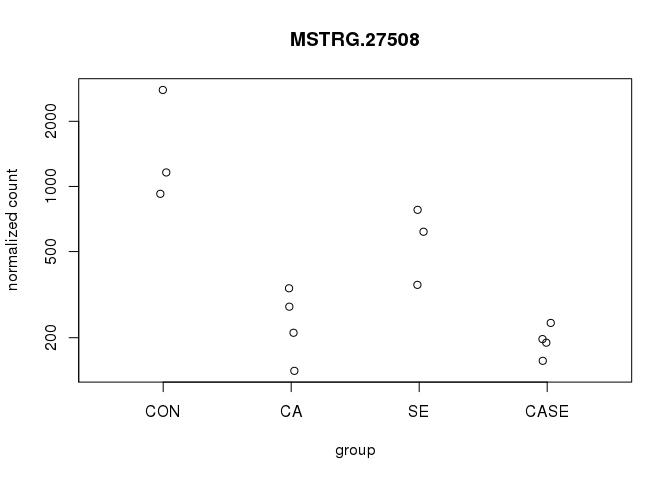 MSTRG.27508
normalized count
2000
1000
500
200
CON CA SE CASE
group